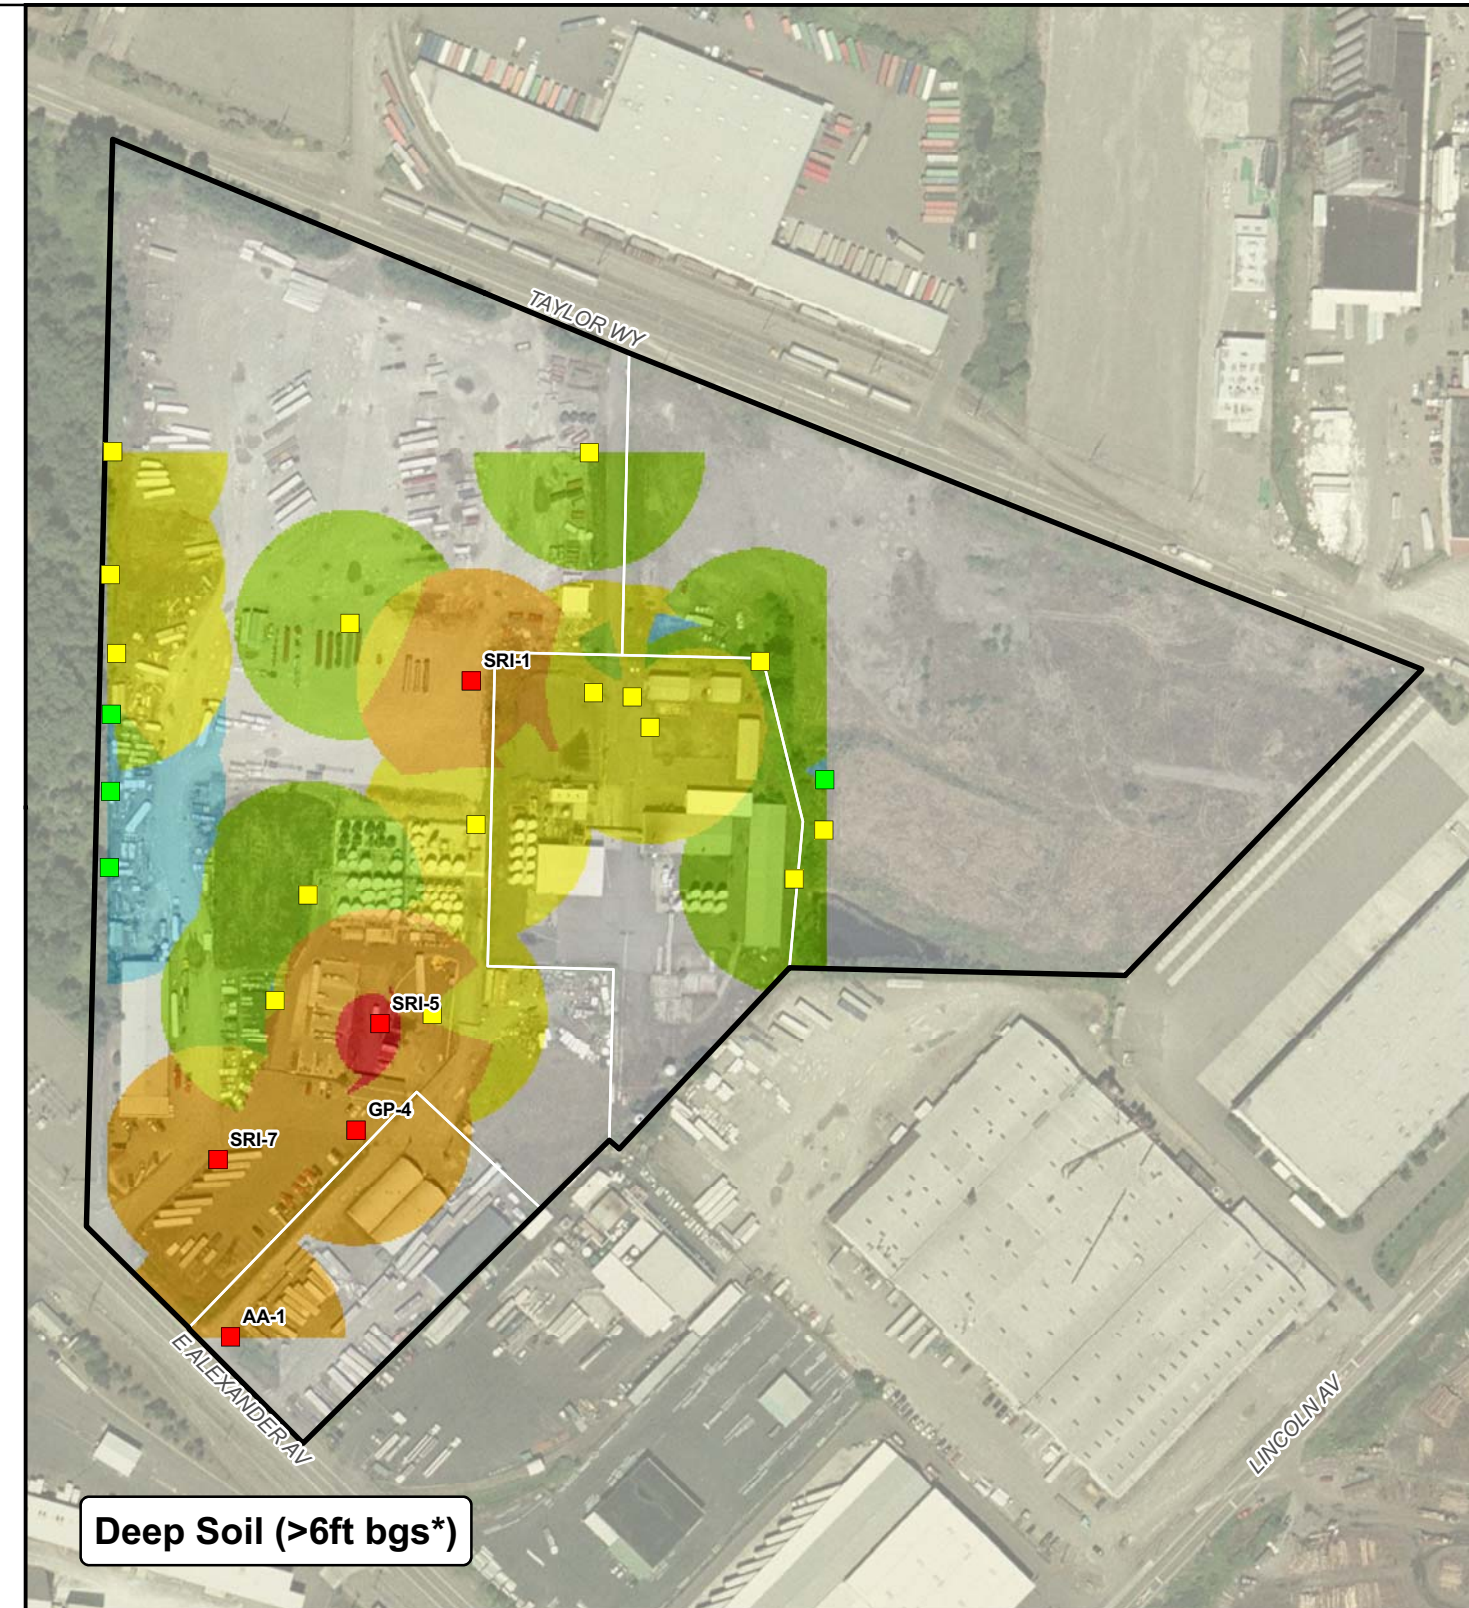 TAYLOR WY
SRI-1
SRI-5
GP-4
SRI-7
AA-1
E ALEXANDER AV
LINCOLN AV
Deep Soil (>6ft bgs*)